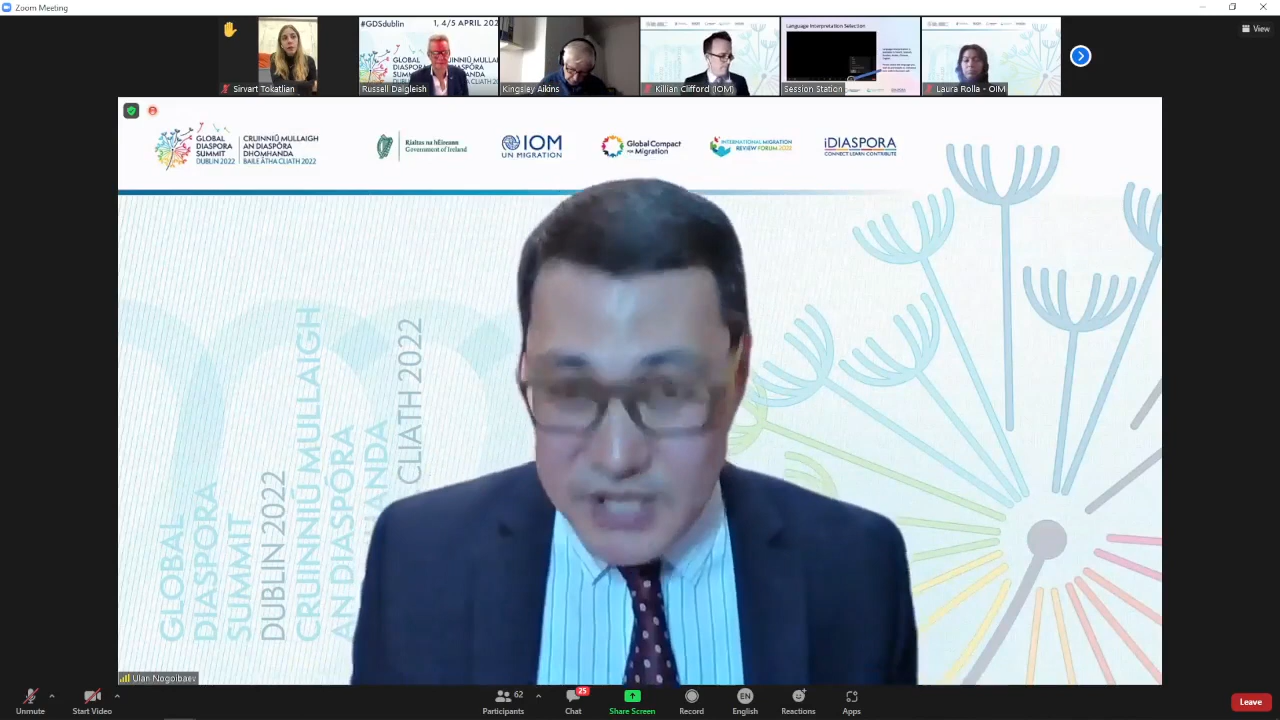 Zoom Meeting
View
#GDSdublin
1, 4/5 APRIL 202
Language Interpretation Selection
Sirvart Tokatlian
Russell Dalgleish
Kingsley Aikins
Killian Clifford (IOM)
Session Station
Laura Rolla - OIM
GLOBAL
DIASPORA
SUMMIT
DUBLIN 2022
CRUINNIÚ MULLAIGH
AN DIASPÓRA
DHOMHANDA
BAILE ÁTHA CLIATH 2022
Rialtas na hÉireann
Government of Ireland
IOM
UN MIGRATION
Global Compact
FOR Migration
INTERNATIONAL MIGRATION
REVIEW FORUM 2022
iDIASPORA
CONNECT LEARN CONTRIBUTE
GLOBAL
DIASPORA
SUMMIT
DUBLIN 2022
CRUINNIÚ MULLAIGH
AN DIASPÓRA
HANDA
CLIATH 2022
Ulan Nogoibaev
Unmute
Start Video
62
Participants
25
Chat
Share Screen
Record
EN
English
Reactions
Apps
Leave